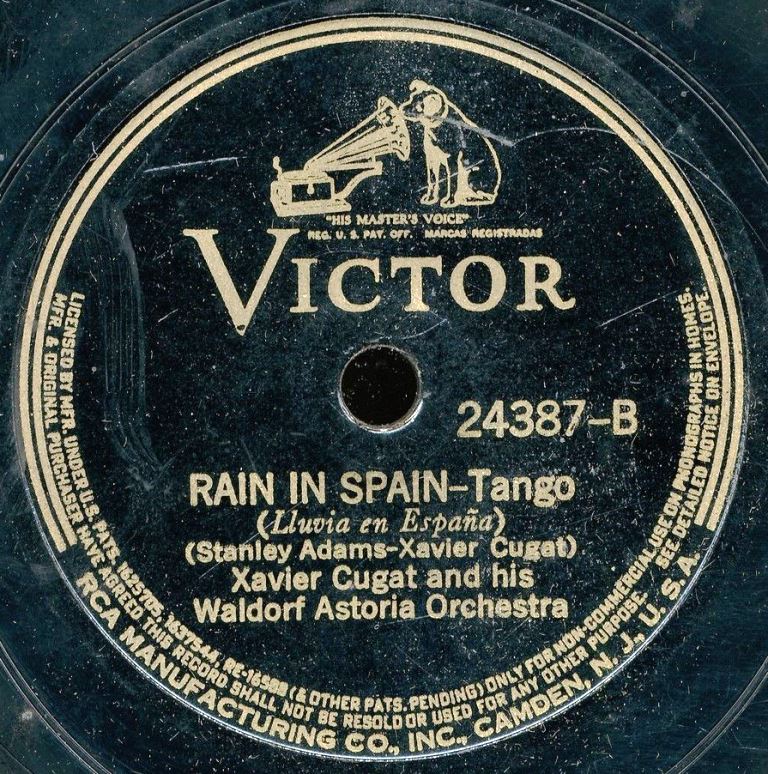 "HIS MASTER'S VOICE"
REG. U. S. PAT. OFF. MARCAS REGISTRADAS
VICTOR
24387-B
RAIN IN SPAIN-Tango
(Lluvia en España)
(Stanley Adams-Xavier Cugat)
Xavier Cugat and his
Waldorf Astoria Orchestra
LICENSED BY MFR. UNDER U.S. PATS. 1637544, RE-16588 (& OTHER PATS. PENDING) ONLY FOR NON-COMMERCIAL USE ON PHONOGRAPHS IN HOMES.
MFR. & ORIGINAL PURCHASER HAVE AGREED THIS RECORD SHALL NOT BE RESOLD OR USED FOR ANY OTHER PURPOSE SEE DETAILED NOTICE ON ENVELOPE
RCA MANUFACTURING CO., INC., CAMDEN, N. J., U. S. A.